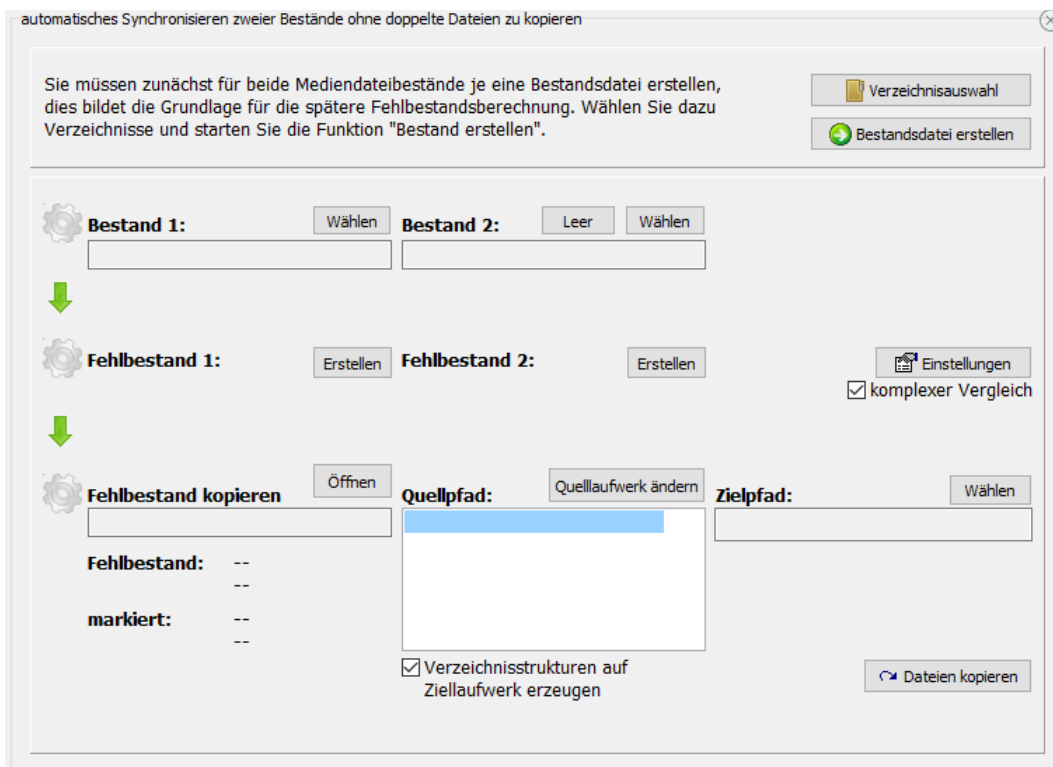 automatisches Synchronisieren zweier Bestände ohne doppelte Dateien zu kopieren
Sie müssen zunächst für beide Mediendateibestände je eine Bestandsdatei erstellen,
dies bildet die Grundlage für die spätere Fehlbestandsberechnung. Wählen Sie dazu
Verzeichnisse und starten Sie die Funktion "Bestand erstellen".
Verzeichnisauswahl
Bestandsdatei erstellen
Bestand 1:
Wählen
Bestand 2:
Leer
Wählen
Fehlbestand 1:
Erstellen
Fehlbestand 2:
Erstellen
Einstellungen
komplexer Vergleich
Fehlbestand kopieren
Öffnen
Quellpfad:
Quellaufwerk ändern
Zielpfad:
Wählen
Fehlbestand: --
--
markiert: --
--
Verzeichnisstrukturen auf
Ziellaufwerk erzeugen
Dateien kopieren